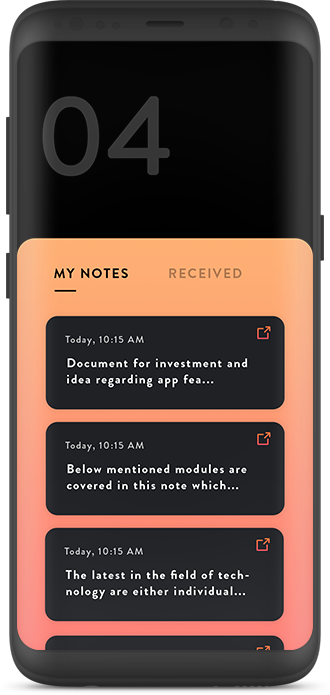 04
MY NOTES RECEIVED
Today, 10:15 AM
Document for investment and
idea regarding app fea...
Today, 10:15 AM
Below mentioned modules are
covered in this note which...
Today, 10:15 AM
The latest in the field of tech-
nology are either individual...